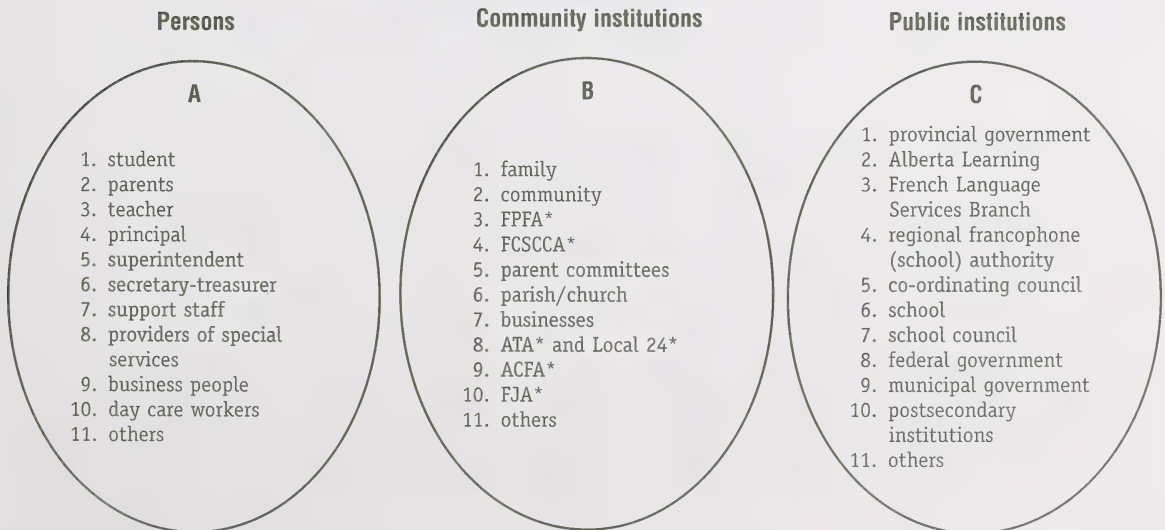 Persons
A
1. student
2. parents
3. teacher
4. principal
5. superintendent
6. secretary-treasurer
7. support staff
8. providers of special
services
9. business people
10. day care workers
11. others
Community institutions
B
1. family
2. community
3. FPFA*
4. FCSCCA*
5. parent committees
6. parish/church
7. businesses
8. ATA* and Local 24*
9. ACFA*
10. FJA*
11. others
Public institutions
C
1. provincial government
2. Alberta Learning
3. French Language
Services Branch
4. regional francophone
(school) authority
5. co-ordinating council
6. school
7. school council
8. federal government
9. municipal government
10. postsecondary
institutions
11. others